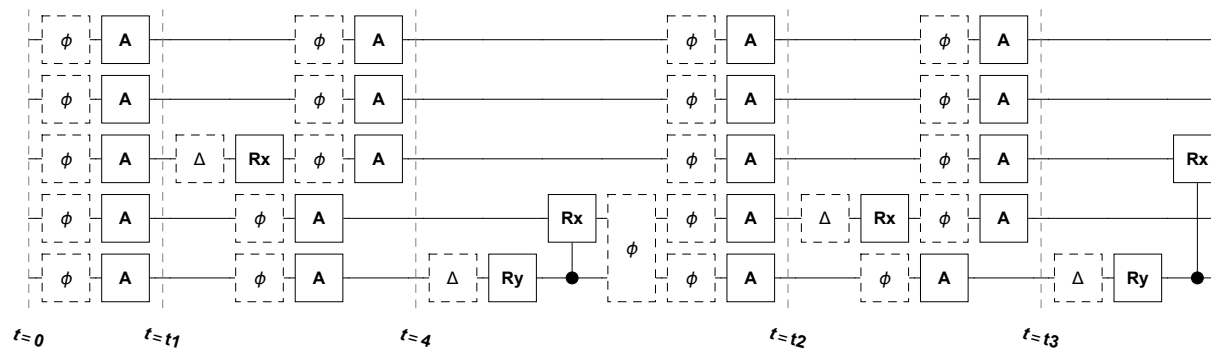 ϕ A ϕ A ϕ A ϕ A
ϕ A ϕ A ϕ A ϕ A
ϕ A Δ Rx ϕ A ϕ A ϕ A Rx
ϕ A ϕ A Rx ϕ A Δ Rx ϕ A
ϕ
ϕ A ϕ A Δ Ry ϕ A ϕ A Δ Ry
t=0 t=t1 t=4 t=t2 t=t3